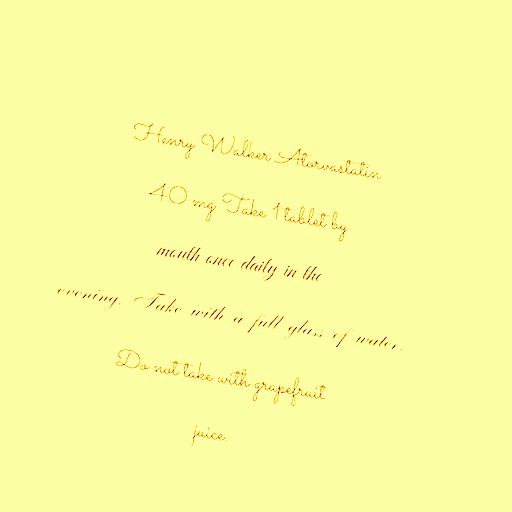 Henry Walker Atorvastatin
40 mg Take 1 tablet by
mouth once daily in the
evening. Take with a full glass of water.
Do not take with grapefruit
juice.